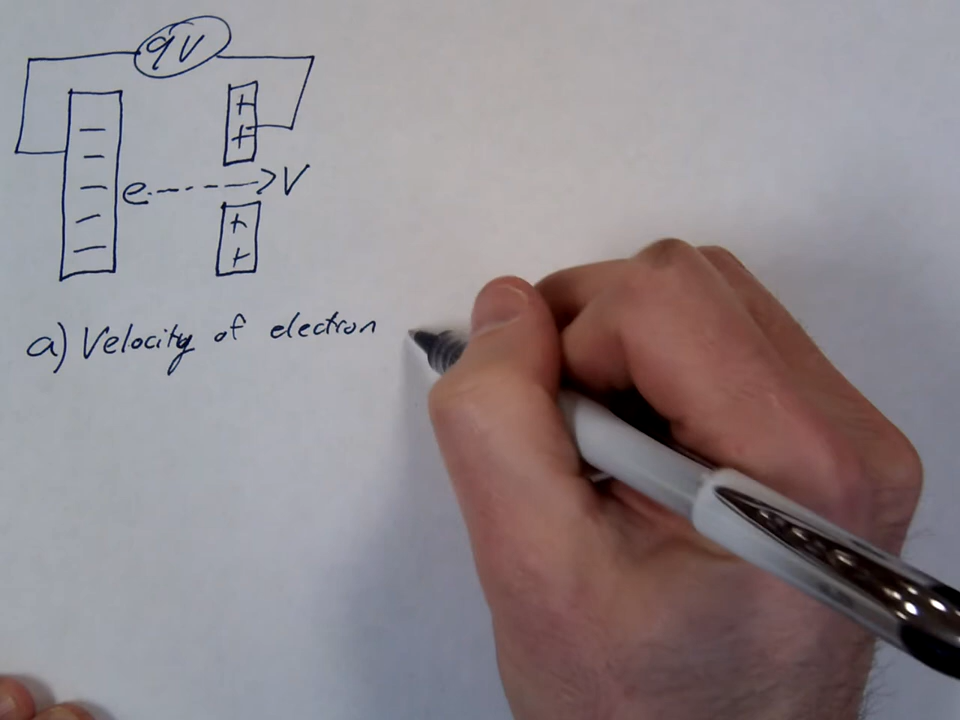 9V
+
+
e ----> V
+
+
a) Velocity of electron